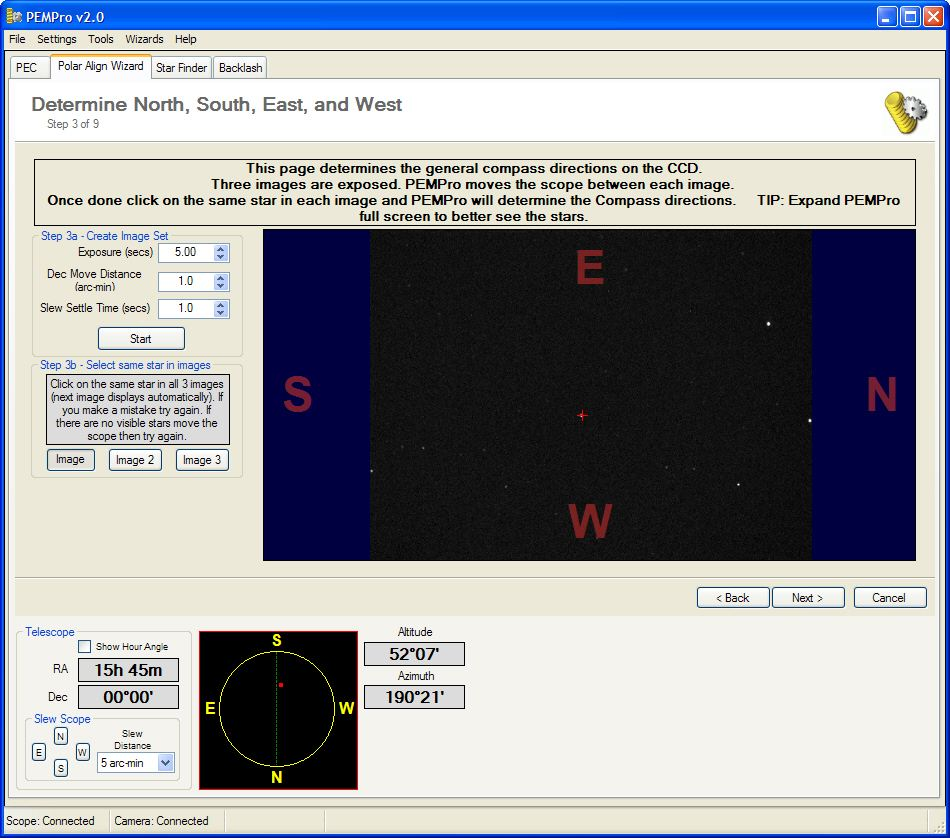 PEMPro v2.0
File Settings Tools Wizards Help
PEC Polar Align Wizard Star Finder Backlash
Determine North, South, East, and West
Step 3 of 9
This page determines the general compass directions on the CCD.
Three images are exposed. PEMPro moves the scope between each image.
Once done click on the same star in each image and PEMPro will determine the Compass directions. TIP: Expand PEMPro
full screen to better see the stars.
Step 3a - Create Image Set
Exposure (secs) 5.00
Dec Move Distance
(arc-min) 1.0
Slew Settle Time (secs) 1.0
Start
Step 3b - Select same star in images
Click on the same star in all 3 images
(next image displays automatically). If
you make a mistake try again. If
there are no visible stars move the
scope then try again.
Image Image 2 Image 3
E
S
N
W
< Back Next > Cancel
Telescope
Show Hour Angle
RA 15h 45m
Dec 00°00'
Slew Scope
N
E W
S
Slew
Distance
5 arc-min
S
E W
N
Altitude
52°07'
Azimuth
190°21'
Scope: Connected Camera: Connected